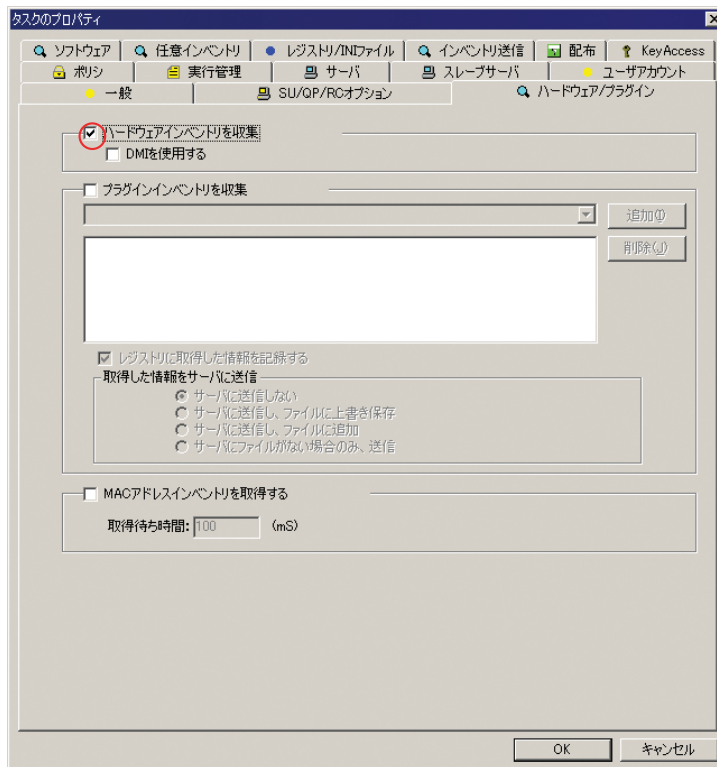 タスクのプロパティ
ソフトウェア 任意インベントリ レジストリ/INIファイル インベントリ送信 配布 KeyAccess
ポリシ 実行管理 サーバ スレーブサーバ ユーザアカウント
一般 SU/QP/RCオプション ハードウェア/プラグイン
ハードウェアインベントリを収集
DMIを使用する
プラグインインベントリを収集
追加(I)
削除(J)
レジストリに取得した情報を記録する
取得した情報をサーバに送信
サーバに送信しない
サーバに送信し、ファイルに上書き保存
サーバに送信し、ファイルに追加
サーバにファイルがない場合のみ、送信
MACアドレスインベントリを取得する
取得待ち時間: 100 (mS)
OK キャンセル